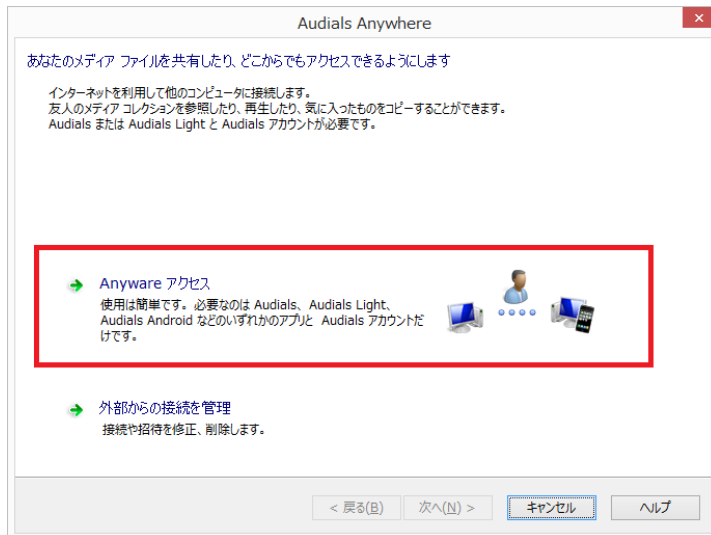 Audials Anywhere
あなたのメディア ファイルを共有したり、どこからでもアクセスできるようにします
インターネットを利用して他のコンピュータに接続します。
友人のメディア コレクションを参照したり、再生したり、気に入ったものをコピーすることができます。
Audials または Audials Light と Audials アカウントが必要です。
Anyware アクセス
使用は簡単です。必要なのは Audials、Audials Light、
Audials Android などのいずれかのアプリと Audials アカウントだ
けです。
外部からの接続を管理
接続や招待を修正、削除します。
< 戻る(B) 次へ(N) > キャンセル ヘルプ